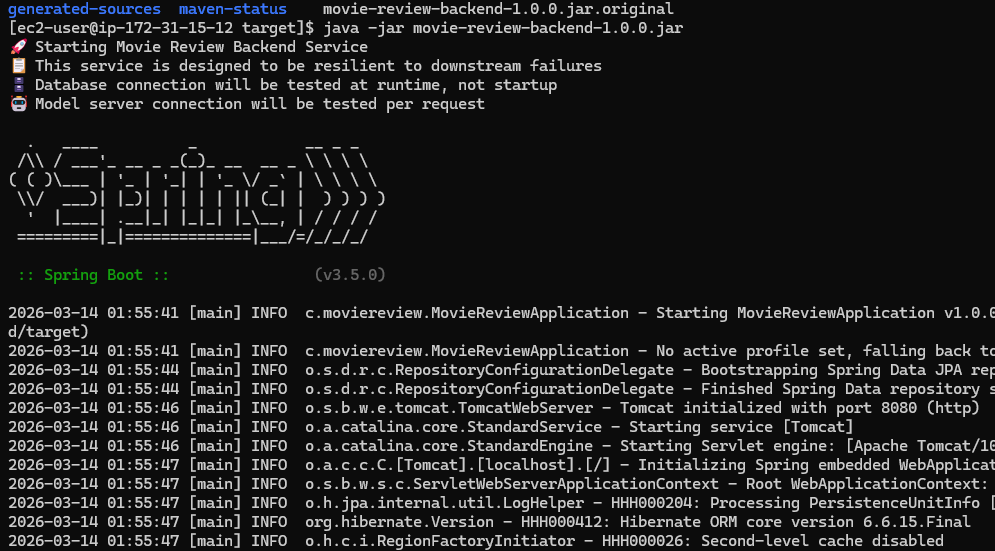 generated-sources  maven-status    movie-review-backend-1.0.0.jar.original
[ec2-user@ip-172-31-15-12 target]$ java -jar movie-review-backend-1.0.0.jar
🚀 Starting Movie Review Backend Service
📋 This service is designed to be resilient to downstream failures
🗄️ Database connection will be tested at runtime, not startup
🤖 Model server connection will be tested per request

  .   ____          _            __ _ _
 /\\ / ___'_ __ _ _(_)_ __  __ _ \ \ \ \
( ( )\___ | '_ | '_| | '_ \/ _` | \ \ \ \
 \\/  ___)| |_)| | | | | || (_| |  ) ) ) )
  '  |____| .__|_| |_|_| |_\__, | / / / /
 =========|_|==============|___/=/_/_/_/

 :: Spring Boot ::                (v3.5.0)

2026-03-14 01:55:41 [main] INFO  c.moviereview.MovieReviewApplication - Starting MovieReviewApplication v1.0.0
d/target)
2026-03-14 01:55:41 [main] INFO  c.moviereview.MovieReviewApplication - No active profile set, falling back to
2026-03-14 01:55:44 [main] INFO  o.s.d.r.c.RepositoryConfigurationDelegate - Bootstrapping Spring Data JPA rep
2026-03-14 01:55:44 [main] INFO  o.s.d.r.c.RepositoryConfigurationDelegate - Finished Spring Data repository s
2026-03-14 01:55:46 [main] INFO  o.s.b.w.e.tomcat.TomcatWebServer - Tomcat initialized with port 8080 (http)
2026-03-14 01:55:46 [main] INFO  o.a.catalina.core.StandardService - Starting service [Tomcat]
2026-03-14 01:55:46 [main] INFO  o.a.catalina.core.StandardEngine - Starting Servlet engine: [Apache Tomcat/10
2026-03-14 01:55:47 [main] INFO  o.a.c.c.C.[Tomcat].[localhost].[/] - Initializing Spring embedded WebApplicat
2026-03-14 01:55:47 [main] INFO  o.s.b.w.s.c.ServletWebServerApplicationContext - Root WebApplicationContext:
2026-03-14 01:55:47 [main] INFO  o.h.jpa.internal.util.LogHelper - HHH000204: Processing PersistenceUnitInfo [
2026-03-14 01:55:47 [main] INFO  org.hibernate.Version - HHH000412: Hibernate ORM core version 6.6.15.Final
2026-03-14 01:55:47 [main] INFO  o.h.c.i.RegionFactoryInitiator - HHH000026: Second-level cache disabled